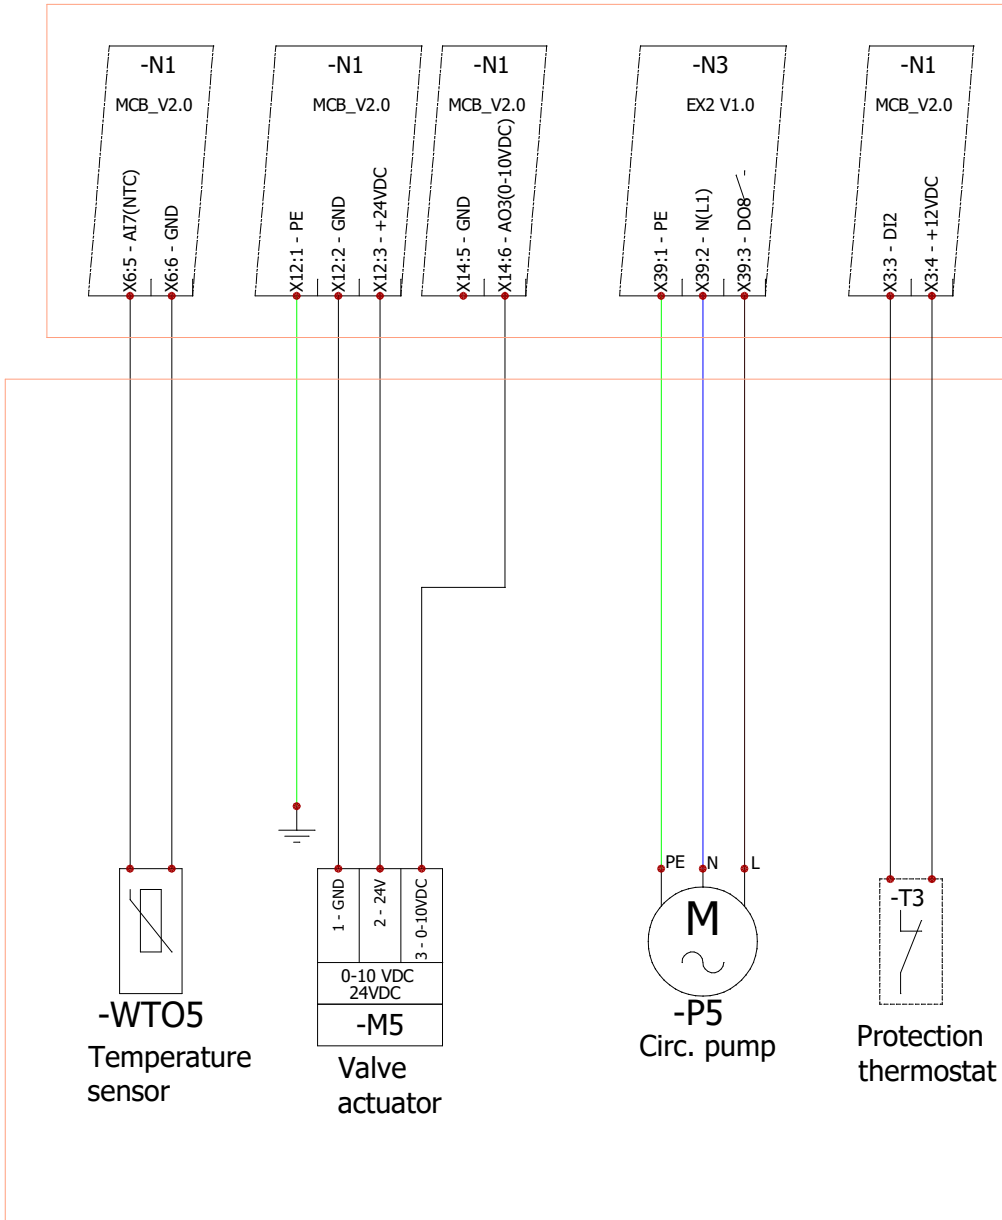 -N1
MCB_V2.0
X6:5 - AI7(NTC)
X6:6 - GND
-N1
MCB_V2.0
X12:1 - PE
X12:2 - GND
X12:3 - +24VDC
-N1
MCB_V2.0
X14:5 - GND
X14:6 - AO3(0-10VDC)
-N3
EX2 V1.0
X39:1 - PE
X39:2 - N(L1)
X39:3 - DO8
-N1
MCB_V2.0
X3:3 - DI2
X3:4 - +12VDC
-WTO5
Temperature
sensor
1 - GND
2 - 24V
3 - 0-10VDC
0-10 VDC
24VDC
-M5
Valve
actuator
PE
N
L
M
-P5
Circ. pump
-T3
Protection
thermostat